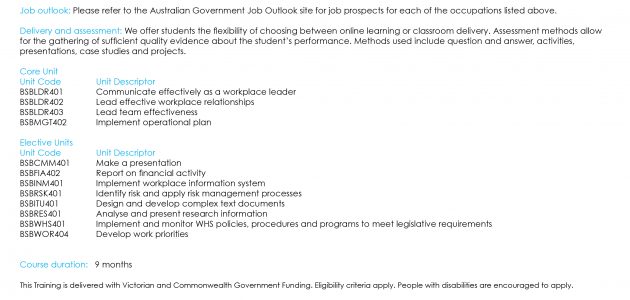 Job outlook: Please refer to the Australian Government Job Outlook site for job prospects for each of the occupations listed above.
Delivery and assessment: We offer students the flexibility of choosing between online learning or classroom delivery. Assessment methods allow
for the gathering of sufficient quality evidence about the student's performance. Methods used include question and answer, activities,
presentations, case studies and projects.
Core Unit
Unit Code Unit Descriptor
BSBLDR401 Communicate effectively as a workplace leader
BSBLDR402 Lead effective workplace relationships
BSBLDR403 Lead team effectiveness
BSBMGT402 Implement operational plan
Elective Units
Unit Code Unit Descriptor
BSBCMM401 Make a presentation
BSBFIA402 Report on financial activity
BSBINM401 Implement workplace information system
BSBRSK401 Identify risk and apply risk management processes
BSBITU401 Design and develop complex text documents
BSBRES401 Analyse and present research information
BSBWHS401 Implement and monitor WHS policies, procedures and programs to meet legislative requirements
BSBWOR404 Develop work priorities
Course duration: 9 months
This Training is delivered with Victorian and Commonwealth Government Funding. Eligibility criteria apply. People with disabilities are encouraged to apply.